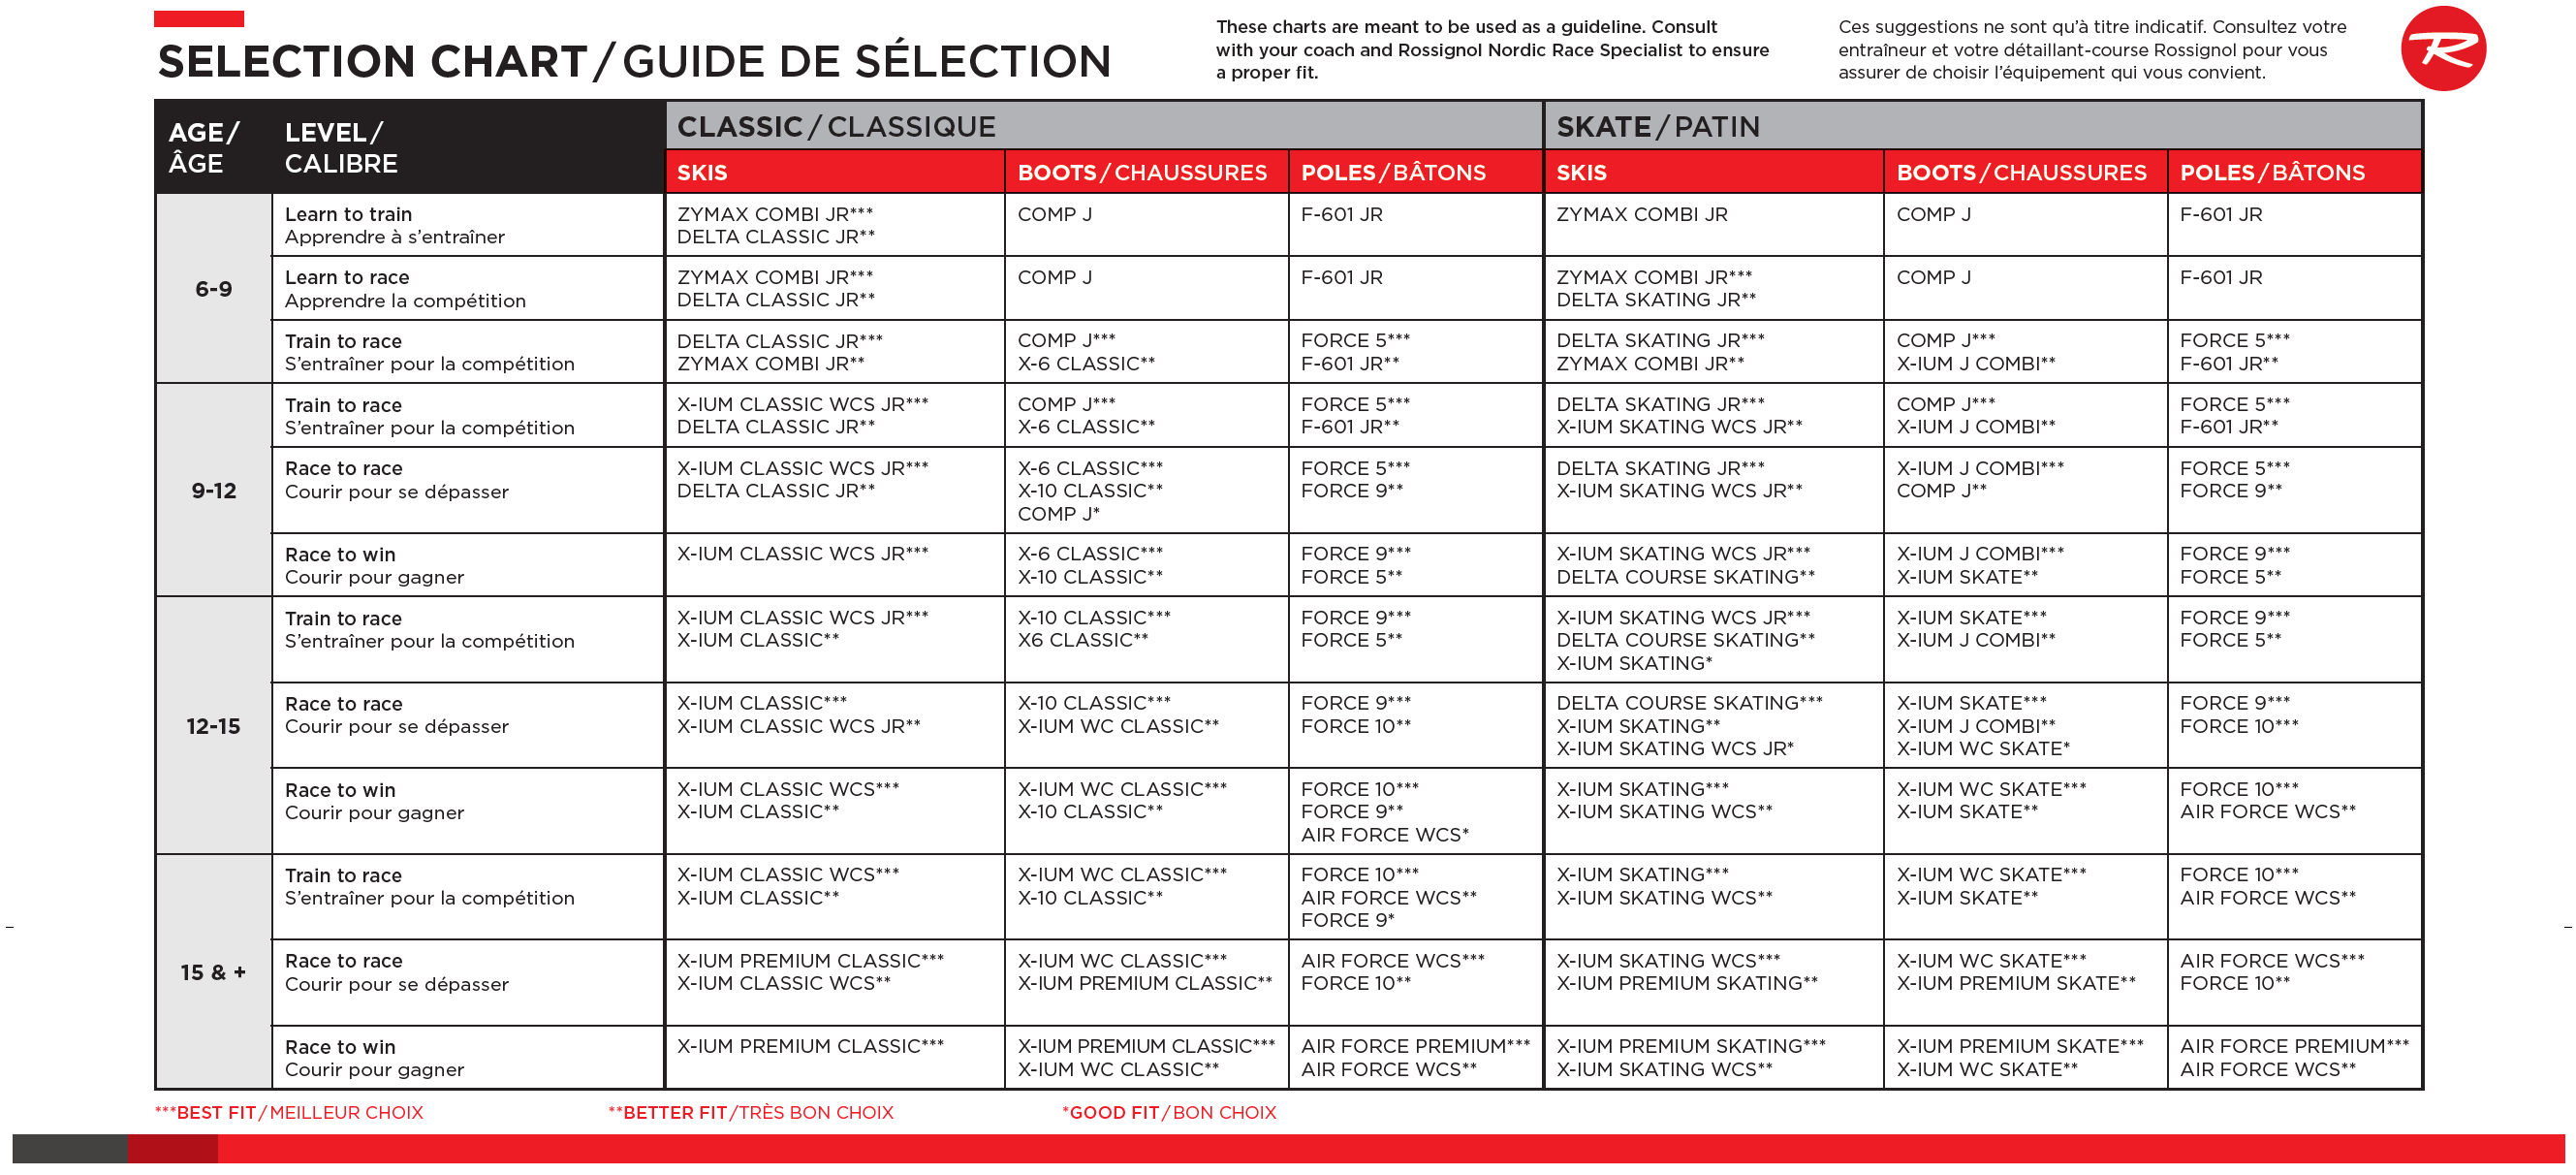 SELECTION CHART / GUIDE DE SÉLECTION
These charts are meant to be used as a guideline. Consult
with your coach and Rossignol Nordic Race Specialist to ensure
a proper fit.
Ces suggestions ne sont qu’à titre indicatif. Consultez votre
entraîneur et votre détaillant-course Rossignol pour vous
assurer de choisir l’équipement qui vous convient.
R
AGE/ LEVEL/ CLASSIC / CLASSIQUE SKATE / PATIN
ÂGE CALIBRE
SKIS BOOTS / CHAUSSURES POLES / BÂTONS SKIS BOOTS / CHAUSSURES POLES / BÂTONS
6-9
Learn to train ZYMAX COMBI JR*** COMP J F-601 JR ZYMAX COMBI JR COMP J F-601 JR
Apprendre à s’entraîner DELTA CLASSIC JR**
Learn to race ZYMAX COMBI JR*** COMP J F-601 JR ZYMAX COMBI JR*** COMP J F-601 JR
Apprendre la compétition DELTA CLASSIC JR** DELTA SKATING JR**
Train to race DELTA CLASSIC JR*** COMP J*** FORCE 5*** DELTA SKATING JR*** COMP J*** FORCE 5***
S’entraîner pour la compétition ZYMAX COMBI JR** X-6 CLASSIC** F-601 JR** ZYMAX COMBI JR** X-IUM J COMBI** F-601 JR**
9-12
Train to race X-IUM CLASSIC WCS JR*** COMP J*** FORCE 5*** DELTA SKATING JR*** COMP J*** FORCE 5***
S’entraîner pour la compétition DELTA CLASSIC JR** X-6 CLASSIC** F-601 JR** X-IUM SKATING WCS JR** X-IUM J COMBI** F-601 JR**
Race to race X-IUM CLASSIC WCS JR*** X-6 CLASSIC*** FORCE 5*** DELTA SKATING JR*** X-IUM J COMBI*** FORCE 5***
Courir pour se dépasser DELTA CLASSIC JR** X-10 CLASSIC** FORCE 9** X-IUM SKATING WCS JR** COMP J** FORCE 9**
COMP J*
Race to win X-IUM CLASSIC WCS JR*** X-6 CLASSIC*** FORCE 9*** X-IUM SKATING WCS JR*** X-IUM J COMBI*** FORCE 9***
Courir pour gagner X-10 CLASSIC** FORCE 5** DELTA COURSE SKATING** X-IUM SKATE** FORCE 5**
12-15
Train to race X-IUM CLASSIC WCS JR*** X-10 CLASSIC*** FORCE 9*** X-IUM SKATING WCS JR*** X-IUM SKATE*** FORCE 9***
S’entraîner pour la compétition X-IUM CLASSIC** X6 CLASSIC** FORCE 5** DELTA COURSE SKATING** X-IUM J COMBI** FORCE 5**
X-IUM SKATING*
Race to race X-IUM CLASSIC*** X-10 CLASSIC*** FORCE 9*** DELTA COURSE SKATING*** X-IUM SKATE*** FORCE 9***
Courir pour se dépasser X-IUM CLASSIC WCS JR** X-IUM WC CLASSIC** FORCE 10** X-IUM SKATING** X-IUM J COMBI** FORCE 10***
X-IUM SKATING WCS JR* X-IUM WC SKATE*
Race to win X-IUM CLASSIC WCS*** X-IUM WC CLASSIC*** FORCE 10*** X-IUM SKATING*** X-IUM WC SKATE*** FORCE 10***
Courir pour gagner X-IUM CLASSIC** X-10 CLASSIC** FORCE 9** X-IUM SKATING WCS** X-IUM SKATE** AIR FORCE WCS**
AIR FORCE WCS*
15 & +
Train to race X-IUM CLASSIC WCS*** X-IUM WC CLASSIC*** FORCE 10*** X-IUM SKATING*** X-IUM WC SKATE*** FORCE 10***
S’entraîner pour la compétition X-IUM CLASSIC** X-10 CLASSIC** AIR FORCE WCS** X-IUM SKATING WCS** X-IUM SKATE** AIR FORCE WCS**
FORCE 9*
Race to race X-IUM PREMIUM CLASSIC*** X-IUM WC CLASSIC*** AIR FORCE WCS*** X-IUM SKATING WCS*** X-IUM WC SKATE*** AIR FORCE WCS***
Courir pour se dépasser X-IUM CLASSIC WCS** X-IUM PREMIUM CLASSIC** FORCE 10** X-IUM PREMIUM SKATING** X-IUM PREMIUM SKATE** FORCE 10**
Race to win X-IUM PREMIUM CLASSIC*** X-IUM PREMIUM CLASSIC*** AIR FORCE PREMIUM*** X-IUM PREMIUM SKATING*** X-IUM PREMIUM SKATE*** AIR FORCE PREMIUM***
Courir pour gagner X-IUM WC CLASSIC** AIR FORCE WCS** X-IUM SKATING WCS** X-IUM WC SKATE** AIR FORCE WCS**
***BEST FIT / MEILLEUR CHOIX **BETTER FIT/TRÈS BON CHOIX *GOOD FIT / BON CHOIX